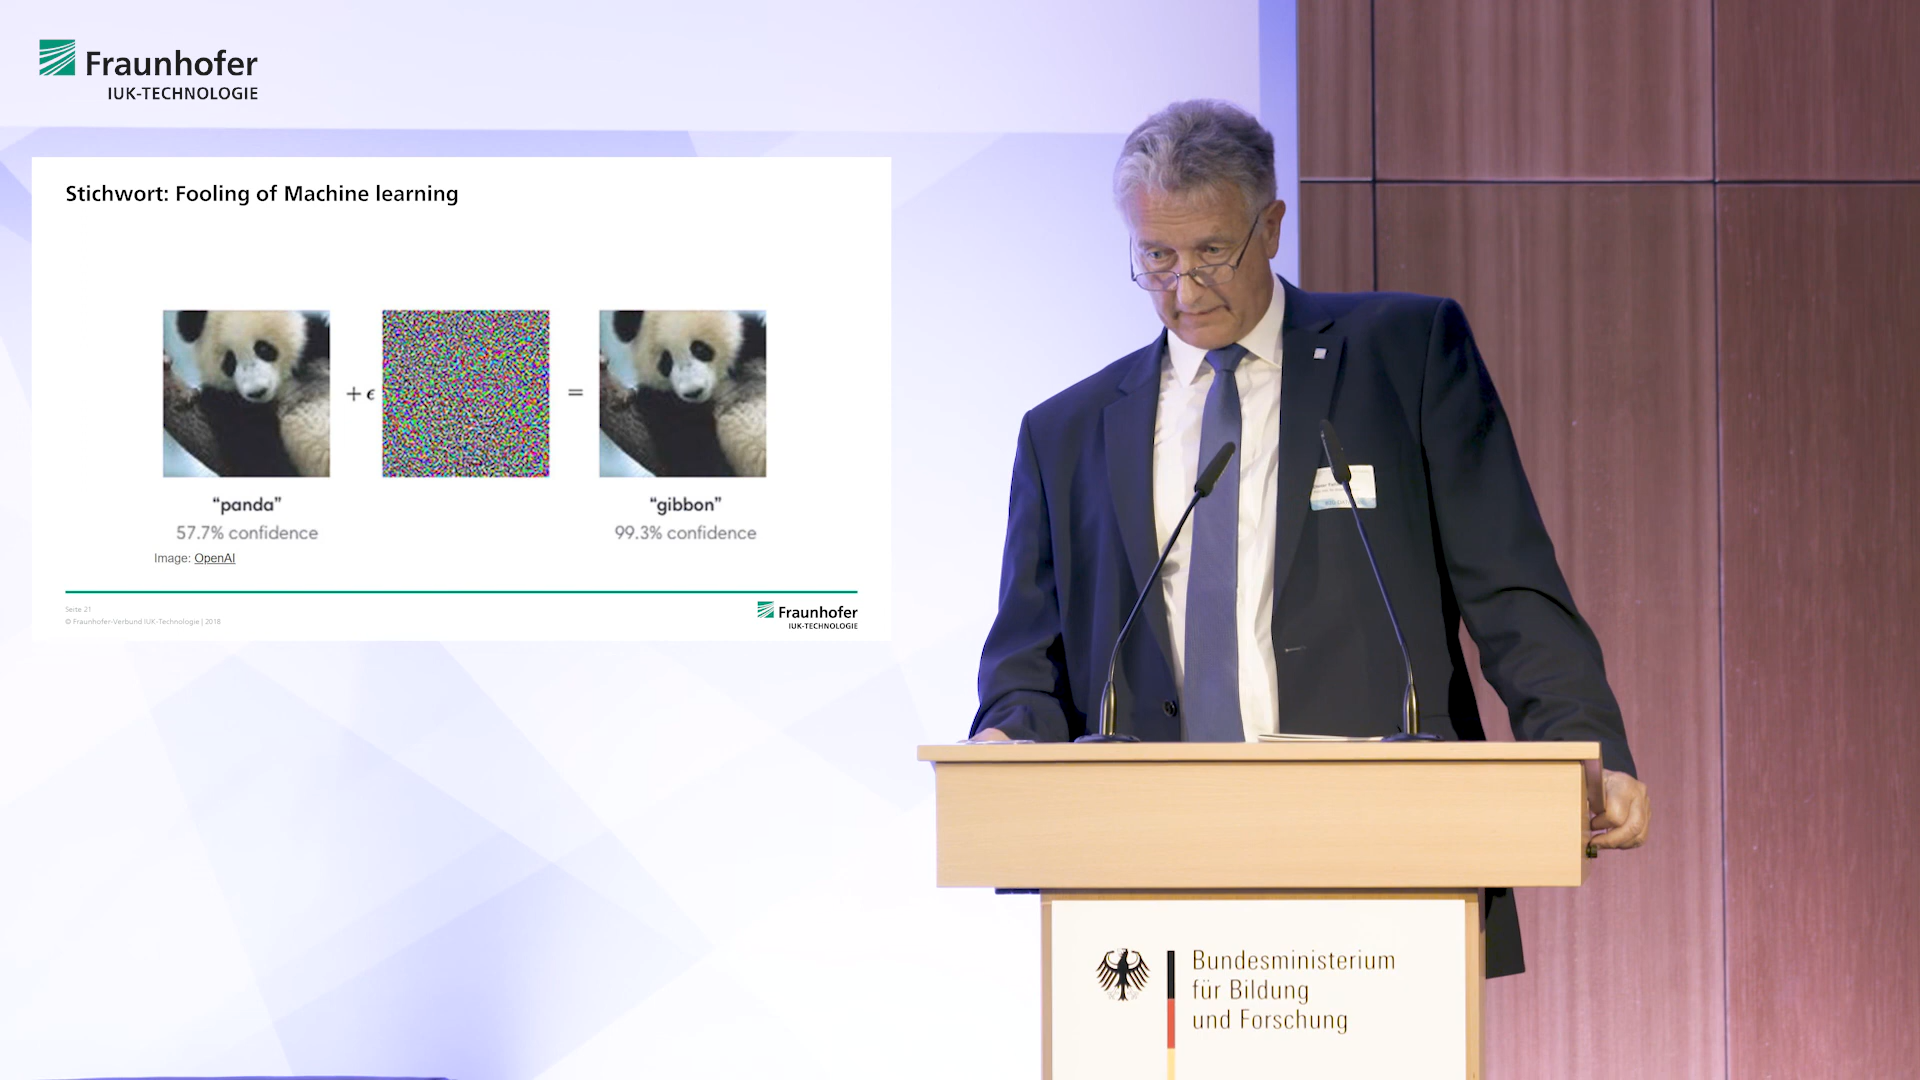 Fraunhofer
IUK-TECHNOLOGIE
Stichwort: Fooling of Machine learning
+ ϵ
=
“panda”
57.7% confidence
“gibbon”
99.3% confidence
Image: OpenAI
Seite 21
© Fraunhofer-Verbund IUK-Technologie | 2018
Fraunhofer
IUK-TECHNOLOGIE
Bundesministerium
für Bildung
und Forschung